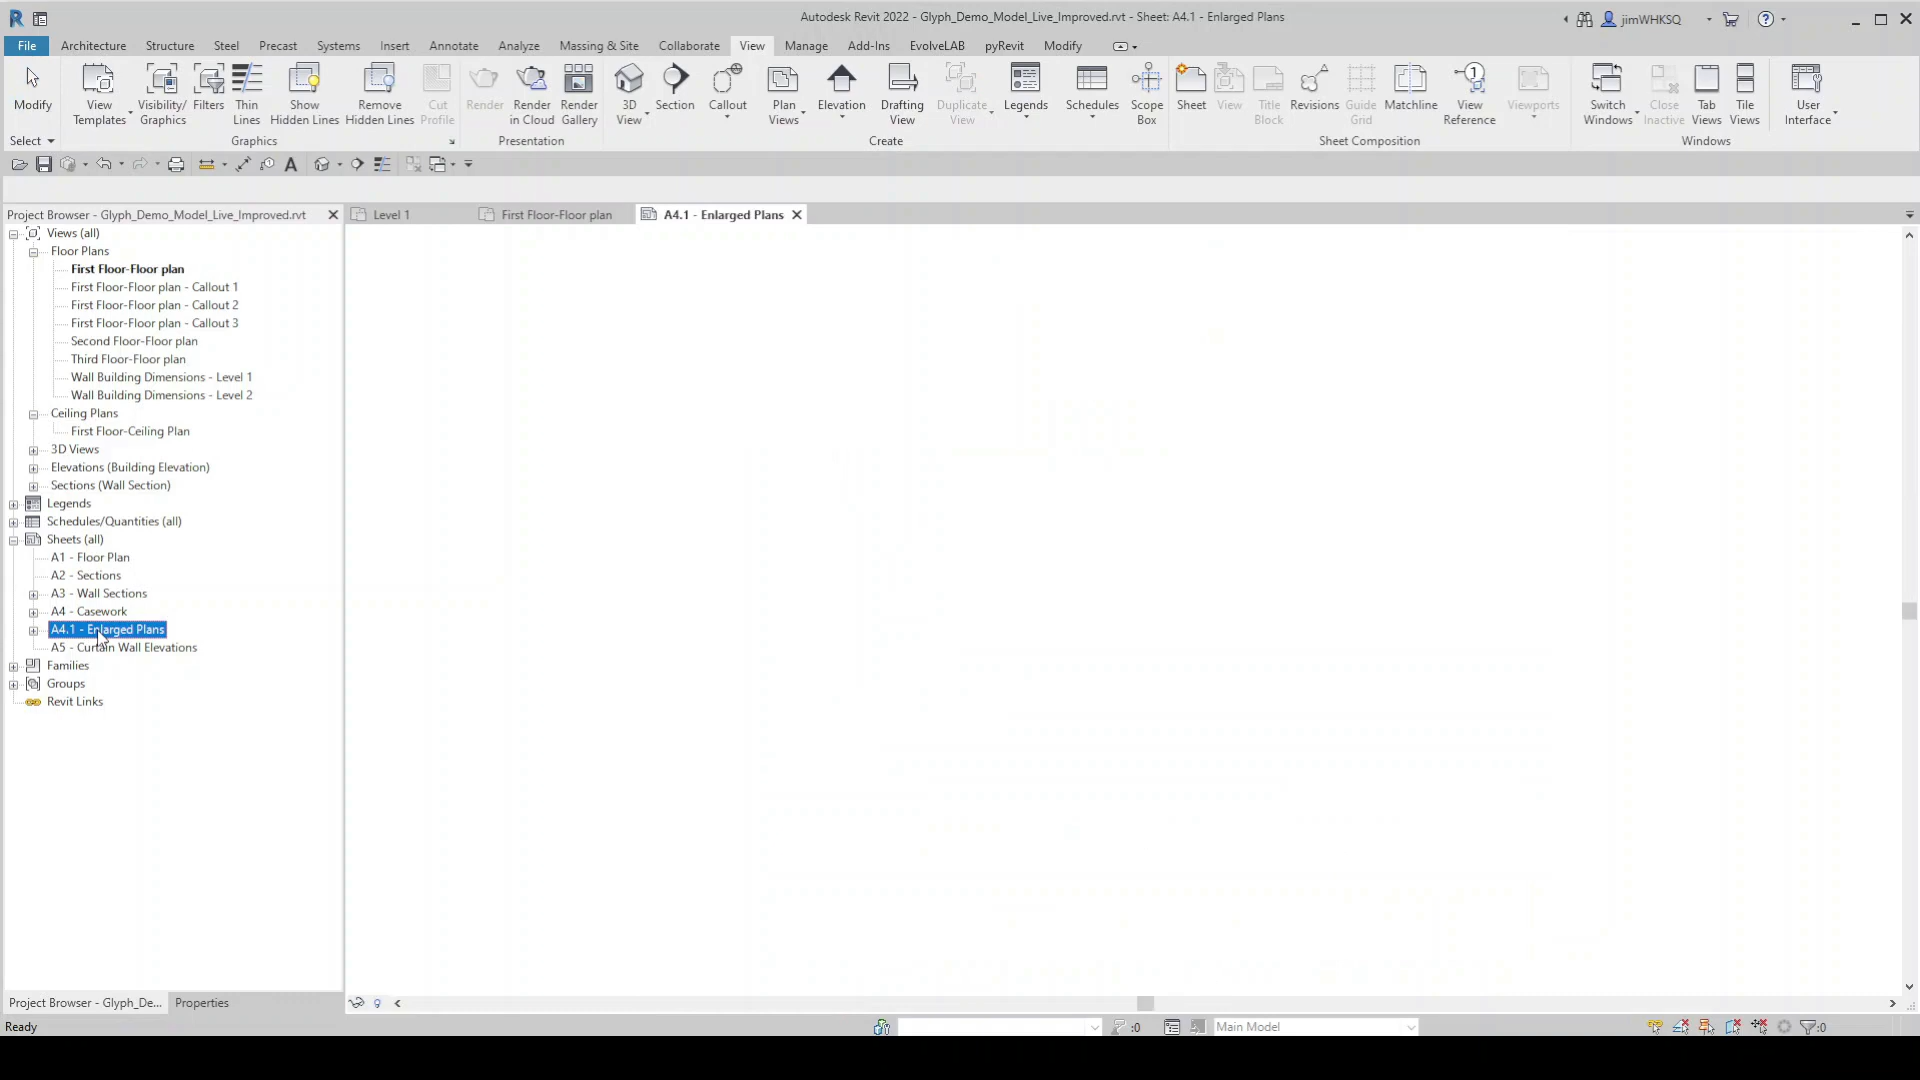 Autodesk Revit 2022 - Glyph_Demo_Model_Live_Improved.rvt - Sheet: A4.1 - Enlarged Plans
jimWHKSQ
File Architecture Structure Steel Precast Systems Insert Annotate Analyze Massing & Site Collaborate View Manage Add-Ins EvolveLAB pyRevit Modify
Modify
View Templates
Visibility/ Graphics
Filters
Thin Lines
Show Hidden Lines
Remove Hidden Lines
Cut Profile
Render
Render in Cloud
Render Gallery
3D View
Section
Callout
Plan Views
Elevation
Drafting View
Duplicate View
Legends
Schedules
Scope Box
Sheet
View
Title Block
Revisions
Guide Grid
Matchline
View Reference
Viewports
Switch Windows
Close Inactive
Tab Views
Tile Views
User Interface
Select Graphics Presentation Create Sheet Composition Windows
Project Browser - Glyph_Demo_Model_Live_Improved.rvt
Level 1
First Floor-Floor plan
A4.1 - Enlarged Plans
Views (all)
Floor Plans
First Floor-Floor plan
First Floor-Floor plan - Callout 1
First Floor-Floor plan - Callout 2
First Floor-Floor plan - Callout 3
Second Floor-Floor plan
Third Floor-Floor plan
Wall Building Dimensions - Level 1
Wall Building Dimensions - Level 2
Ceiling Plans
First Floor-Ceiling Plan
3D Views
Elevations (Building Elevation)
Sections (Wall Section)
Legends
Schedules/Quantities (all)
Sheets (all)
A1 - Floor Plan
A2 - Sections
A3 - Wall Sections
A4 - Casework
A4.1 - Enlarged Plans
A5 - Curtain Wall Elevations
Families
Groups
Revit Links
Project Browser - Glyph_De...
Properties
Ready
:0
Main Model
:0